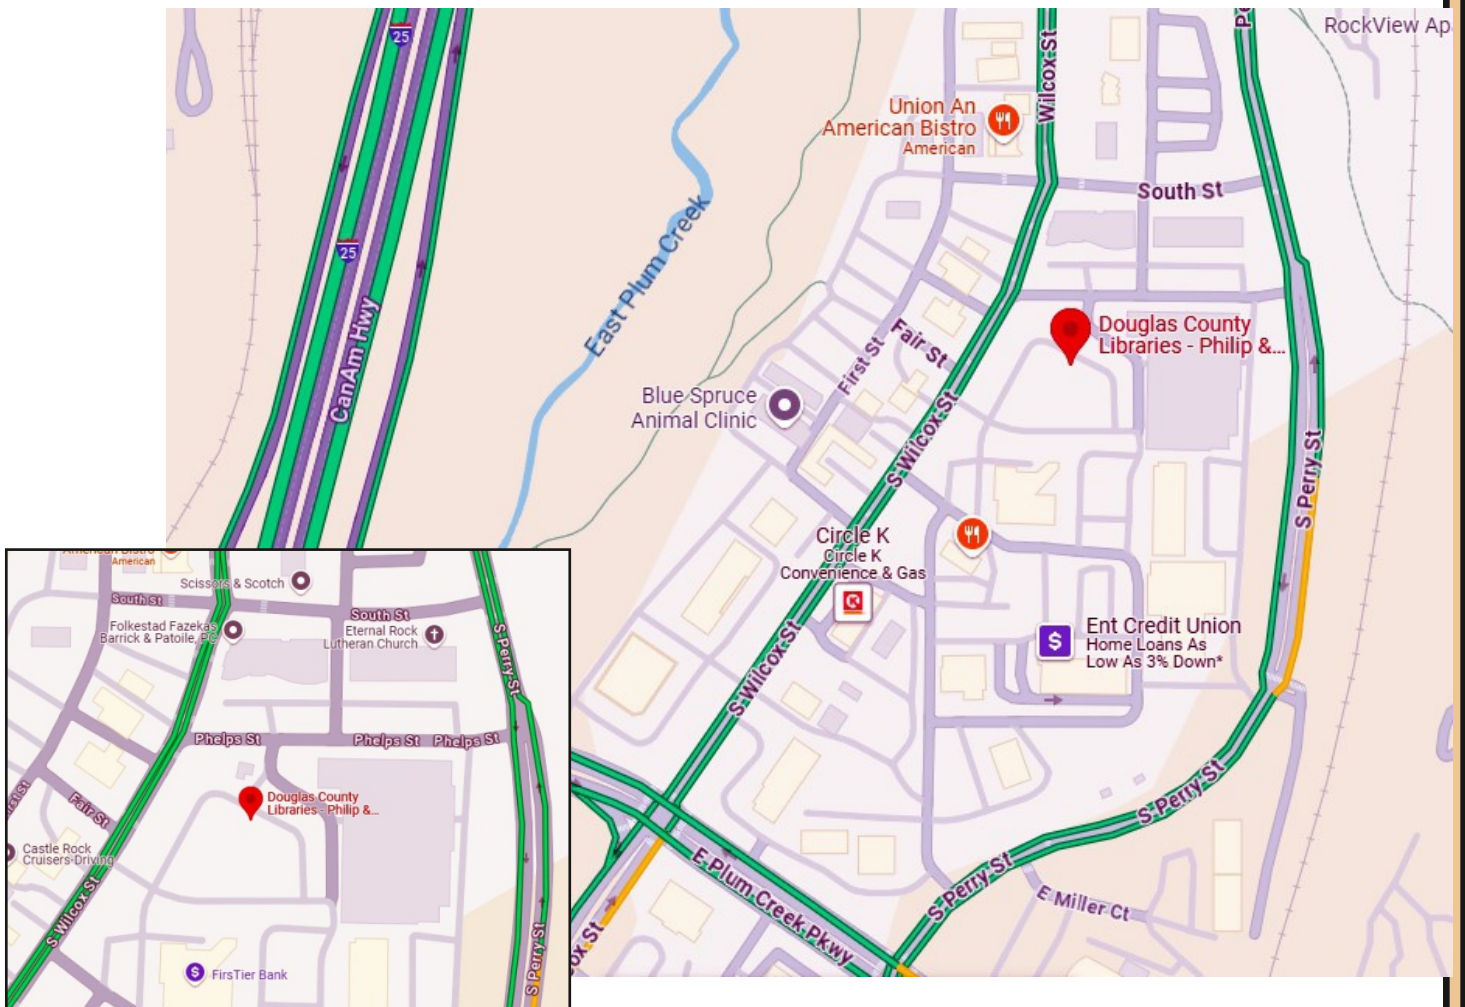 25
RockView Ap
Wilcox St
Union An
American Bistro
American
South St
East Plum Creek
25
CanAm Hwy
Douglas County
Libraries - Philip &...
Fair St
First St
Blue Spruce
Animal Clinic
S Wilcox St
S Perry St
Circle K
Circle K
Convenience & Gas
Ent Credit Union
Home Loans As
Low As 3% Down*
$
S Wilcox St
S Perry St
S Perry St
E Plum Creek Pkwy
E Miller Ct
ox St
American
Scissors & Scotch
South St
South St
Folkestad Fazekas
Barrick & Patoile, PC
Eternal Rock
Lutheran Church
S Perry St
Phelps St
Phelps St
Phelps St
Douglas County
Libraries - Philip &...
Fair St
Castle Rock
Cruisers-Driving
S Wilcox St
$
FirsTier Bank
S Perry St